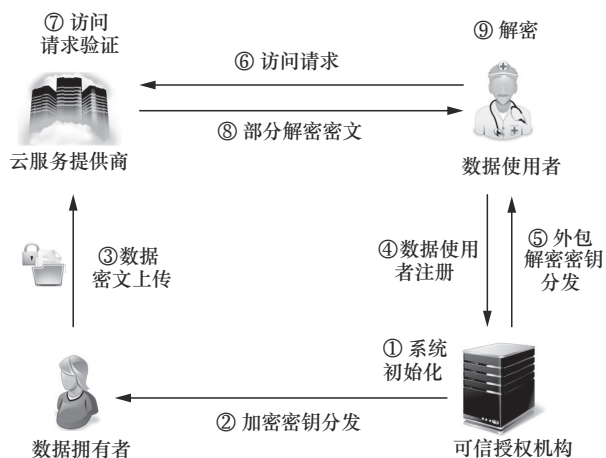 ⑦ 访问
请求验证
⑨ 解密
⑥ 访问请求
⑧ 部分解密密文
云服务提供商
数据使用者
③数据
密文上传
④数据使用
者注册
⑤ 外包
解密密钥
分发
① 系统
初始化
② 加密密钥分发
数据拥有者
可信授权机构